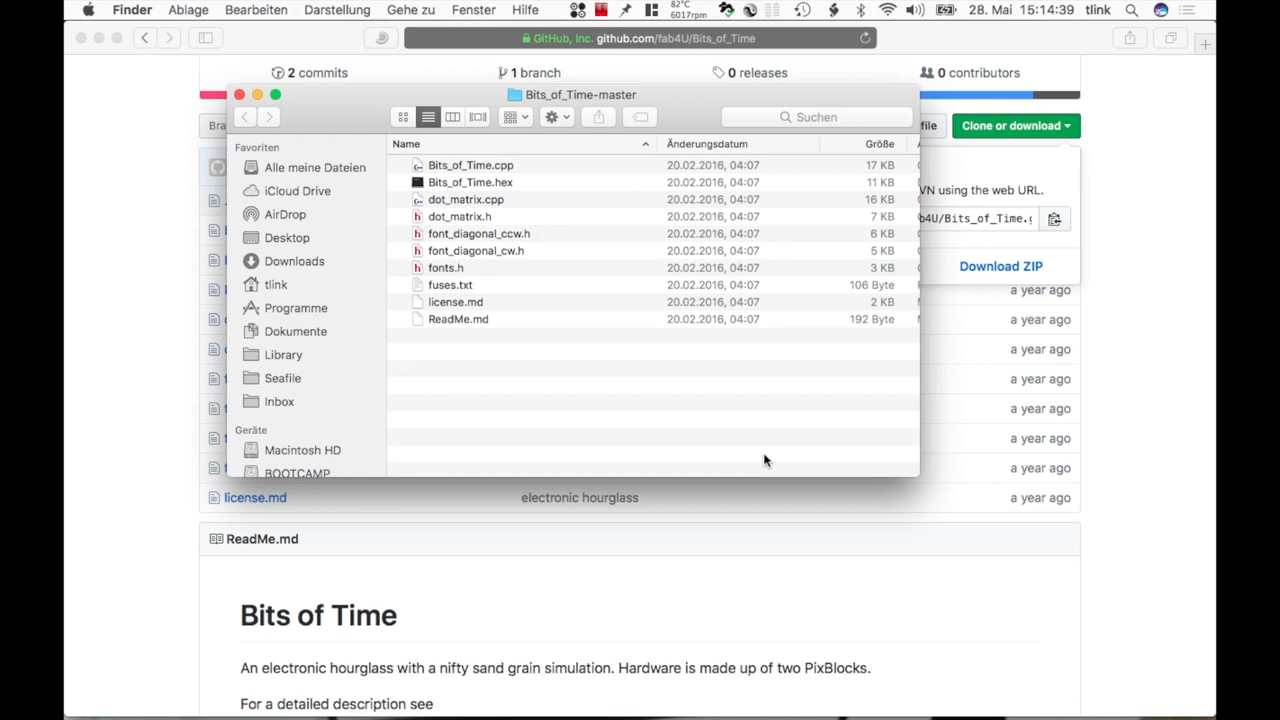 Finder Ablage Bearbeiten Darstellung Gehe zu Fenster Hilfe 82°C 6017rpm 28. Mai 15:14:39 tlink
GitHub, Inc. github.com/fab4U/Bits_of_Time
2 commits 1 branch 0 releases 0 contributors
Bra file Clone or download
Bits_of_Time-master
Suchen
Favoriten
Alle meine Dateien
iCloud Drive
AirDrop
Desktop
Downloads
tlink
Programme
Dokumente
Library
Seafile
Inbox
Geräte
Macintosh HD
BOOTCAMP
Name Änderungsdatum Größe
Bits_of_Time.cpp 20.02.2016, 04:07 17 KB
Bits_of_Time.hex 20.02.2016, 04:07 11 KB
dot_matrix.cpp 20.02.2016, 04:07 16 KB
dot_matrix.h 20.02.2016, 04:07 7 KB
font_diagonal_ccw.h 20.02.2016, 04:07 6 KB
font_diagonal_cw.h 20.02.2016, 04:07 5 KB
fonts.h 20.02.2016, 04:07 3 KB
fuses.txt 20.02.2016, 04:07 106 Byte
license.md 20.02.2016, 04:07 2 KB
ReadMe.md 20.02.2016, 04:07 192 Byte
VN using the web URL.
b4U/Bits_of_Time.g
Download ZIP
a year ago
a year ago
a year ago
a year ago
a year ago
a year ago
a year ago
license.md electronic hourglass a year ago
ReadMe.md
Bits of Time
An electronic hourglass with a nifty sand grain simulation. Hardware is made up of two PixBlocks.
For a detailed description see